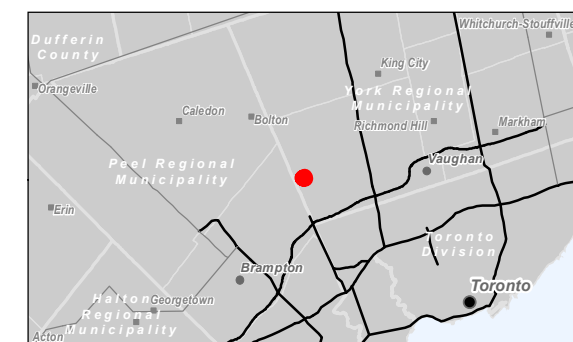 Whitchurch-Stouffville
Dufferin
County
King City
Orangeville
York Regional
Municipality
Caledon
Bolton
Richmond Hill
Markham
Vaughan
Peel Regional
Municipality
Erin
Toronto
Division
Brampton
Toronto
Halton
Georgetown
Regional
Municipality
Acton